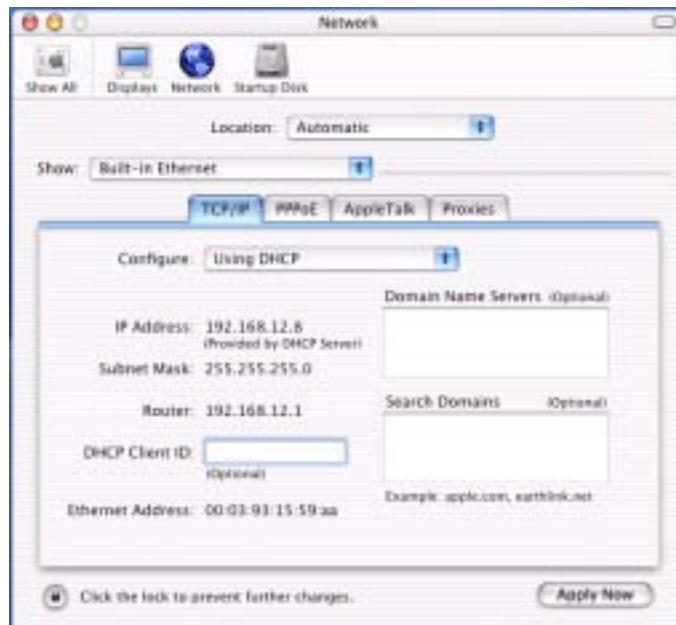 Network
Show All Displays Network Startup Disk
Location: Automatic
Show: Built-in Ethernet
TCP/IP PPPoE AppleTalk Proxies
Configure: Using DHCP
Domain Name Servers (Optional)
IP Address: 192.168.12.8
(Provided by DHCP Server)
Subnet Mask: 255.255.255.0
Router: 192.168.12.1
Search Domains (Optional)
DHCP Client ID:
(Optional)
Example: apple.com, earthlink.net
Ethernet Address: 00:03:93:15:59:aa
Click the lock to prevent further changes.
Apply Now